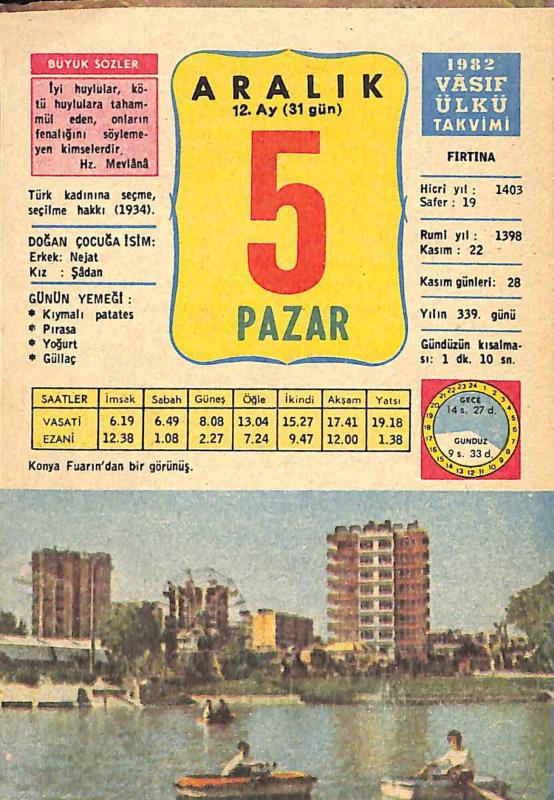 BÜYÜK SÖZLER
İyi huylular, kö-
tü huylulara taham-
mül eden, onların
fenalığını söyleme-
yen kimselerdir.
Hz. Mevlânâ
Türk kadınına seçme,
seçilme hakkı (1934).
DOĞAN ÇOCUĞA İSİM:
Erkek: Nejat
Kız : Şâdan
GÜNÜN YEMEĞİ :
* Kıymalı patates
* Pırasa
* Yoğurt
* Güllaç
ARALIK
12. Ay (31 gün)
5
PAZAR
1982
VÂSIF
ÜLKÜ
TAKVİMİ
FIRTINA
Hicri yıl : 1403
Safer : 19
Rumi yıl : 1398
Kasım : 22
Kasım günleri: 28
Yılın 339. günü
Gündüzün kısalma-
sı: 1 dk. 10 sn.
SAATLER İmsak Sabah Güneş Öğle İkindi Akşam Yatsı
VASATİ 6.19 6.49 8.08 13.04 15.27 17.41 19.18
EZANİ 12.38 1.08 2.27 7.24 9.47 12.00 1.38
GECE
14 s. 27 d.
GÜNDÜZ
9 s. 33 d.
Konya Fuarın'dan bir görünüş.